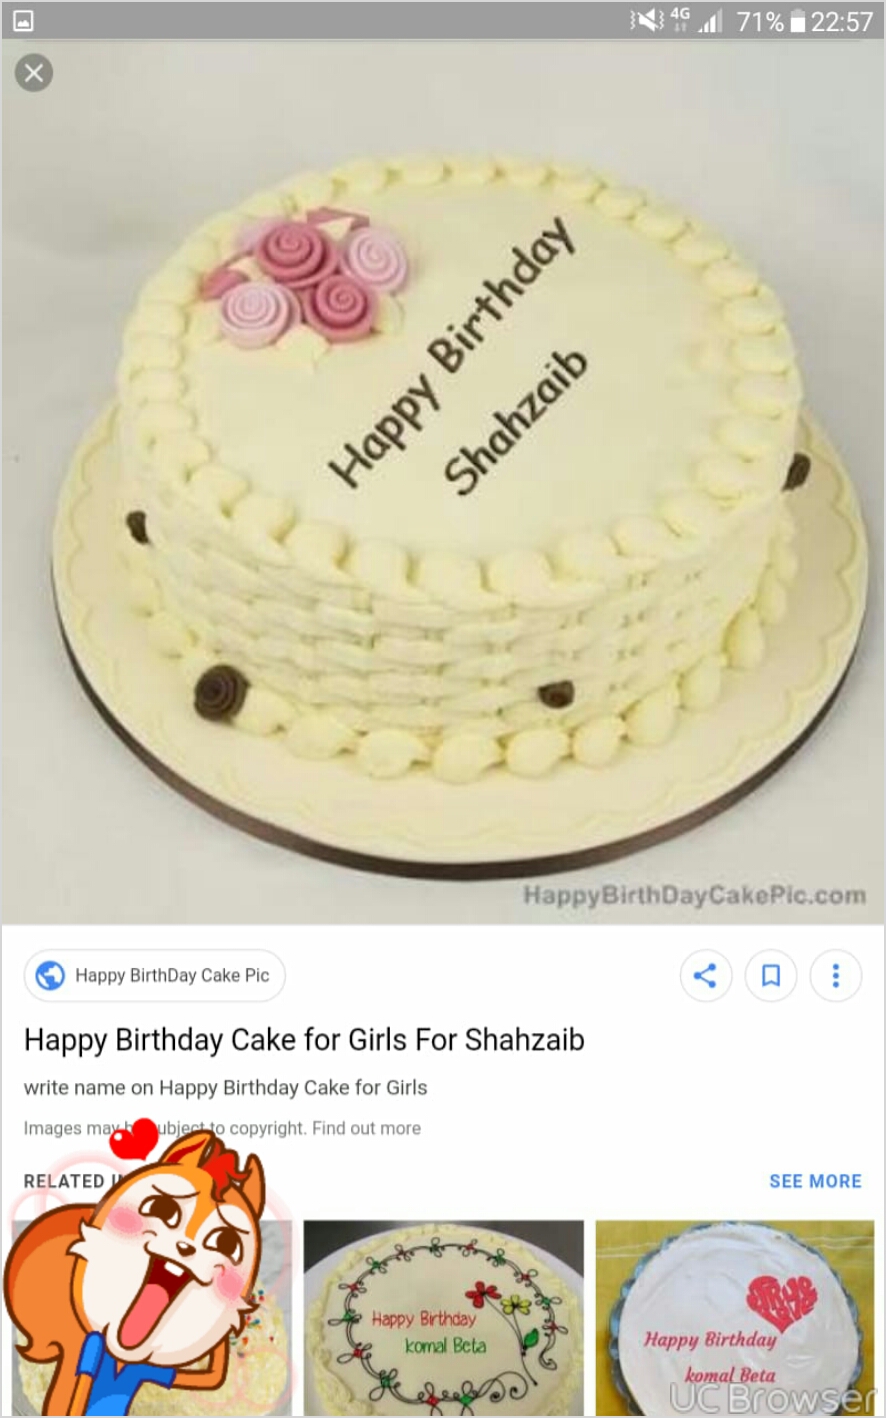 4G 71% 22:57
Happy Birthday
Shahzaib
HappyBirthDayCakePic.com
Happy BirthDay Cake Pic
Happy Birthday Cake for Girls For Shahzaib
write name on Happy Birthday Cake for Girls
Images may subject to copyright. Find out more
RELATED
SEE MORE
Happy Birthday
komal Beta
Happy Birthday
komal Beta
UC Browser